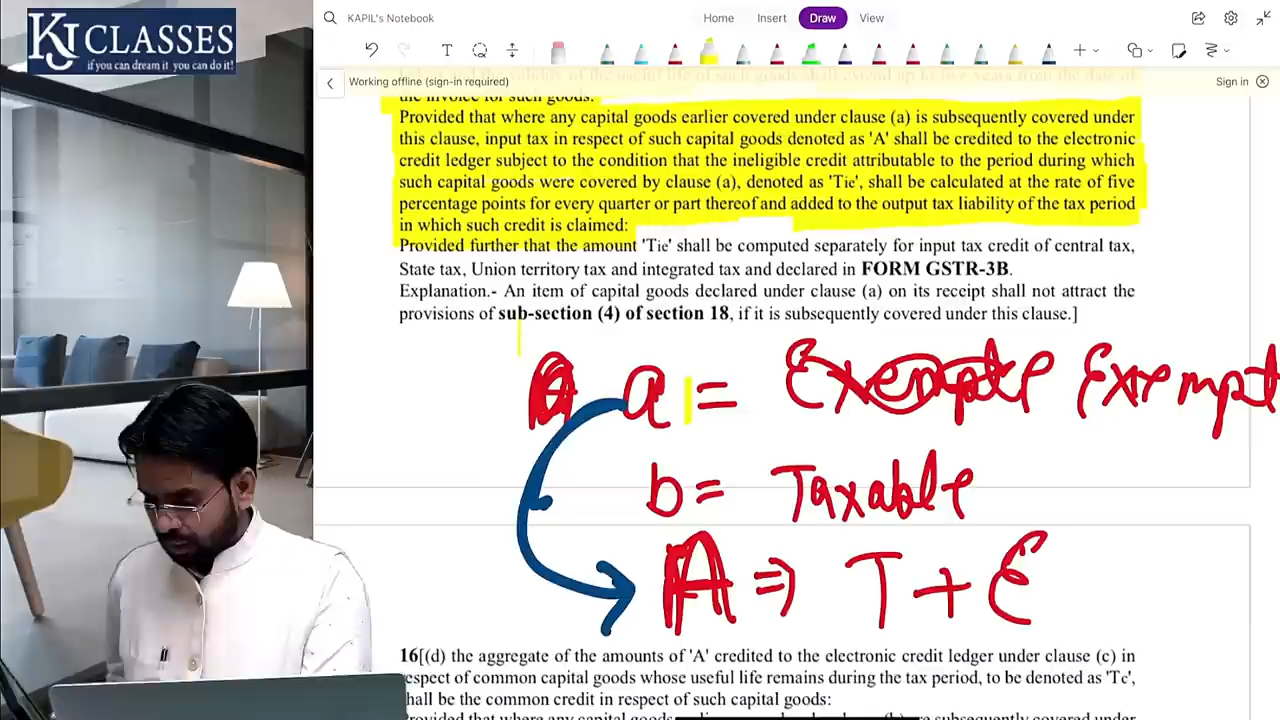 KJ CLASSES
if you can dream it you can do it!
KAPIL's Notebook
Home Insert Draw View
T
Working offline (sign-in required)
Sign in
the invoice for such goods.
Provided that where any capital goods earlier covered under clause (a) is subsequently covered under
this clause, input tax in respect of such capital goods denoted as 'A' shall be credited to the electronic
credit ledger subject to the condition that the ineligible credit attributable to the period during which
such capital goods were covered by clause (a), denoted as 'Tie', shall be calculated at the rate of five
percentage points for every quarter or part thereof and added to the output tax liability of the tax period
in which such credit is claimed:
Provided further that the amount 'Tie' shall be computed separately for input tax credit of central tax,
State tax, Union territory tax and integrated tax and declared in FORM GSTR-3B.
Explanation.- An item of capital goods declared under clause (a) on its receipt shall not attract the
provisions of sub-section (4) of section 18, if it is subsequently covered under this clause.]
a = Exempt
b = Taxable
A ⇒ T + E
16[(d) the aggregate of the amounts of 'A' credited to the electronic credit ledger under clause (c) in
respect of common capital goods whose useful life remains during the tax period, to be denoted as 'Tc',
shall be the common credit in respect of such capital goods:
Provided that where any capital goods